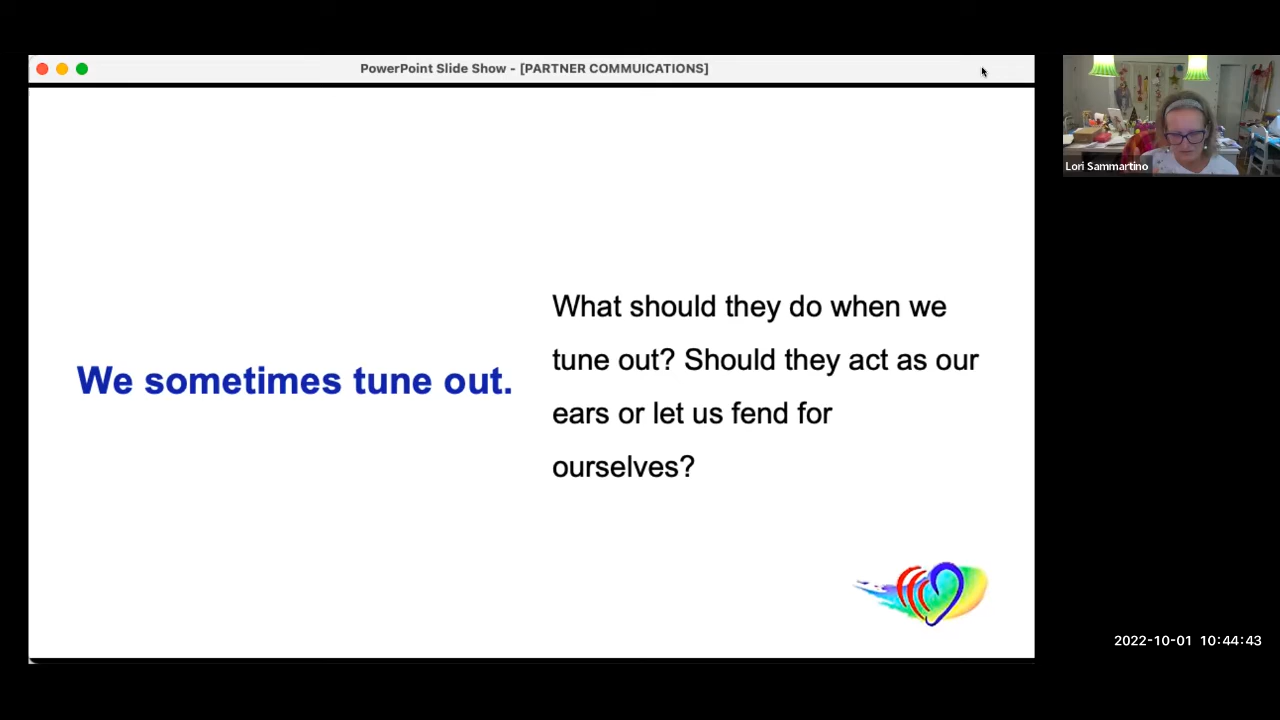 PowerPoint Slide Show - [PARTNER COMMUICATIONS]
Lori Sammartino
We sometimes tune out.
What should they do when we
tune out? Should they act as our
ears or let us fend for
ourselves?
2022-10-01 10:44:43